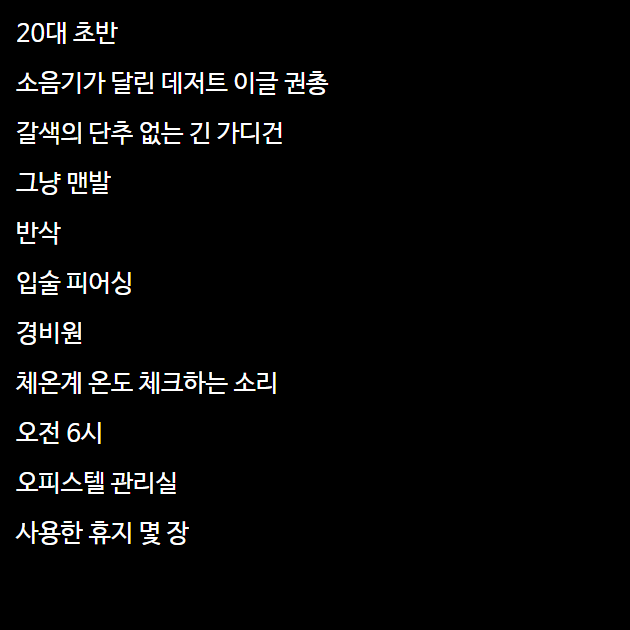 20대 초반
소음기가 달린 데저트 이글 권총
갈색의 단추 없는 긴 가디건
그냥 맨발
반삭
입술 피어싱
경비원
체온계 온도 체크하는 소리
오전 6시
오피스텔 관리실
사용한 휴지 몇 장